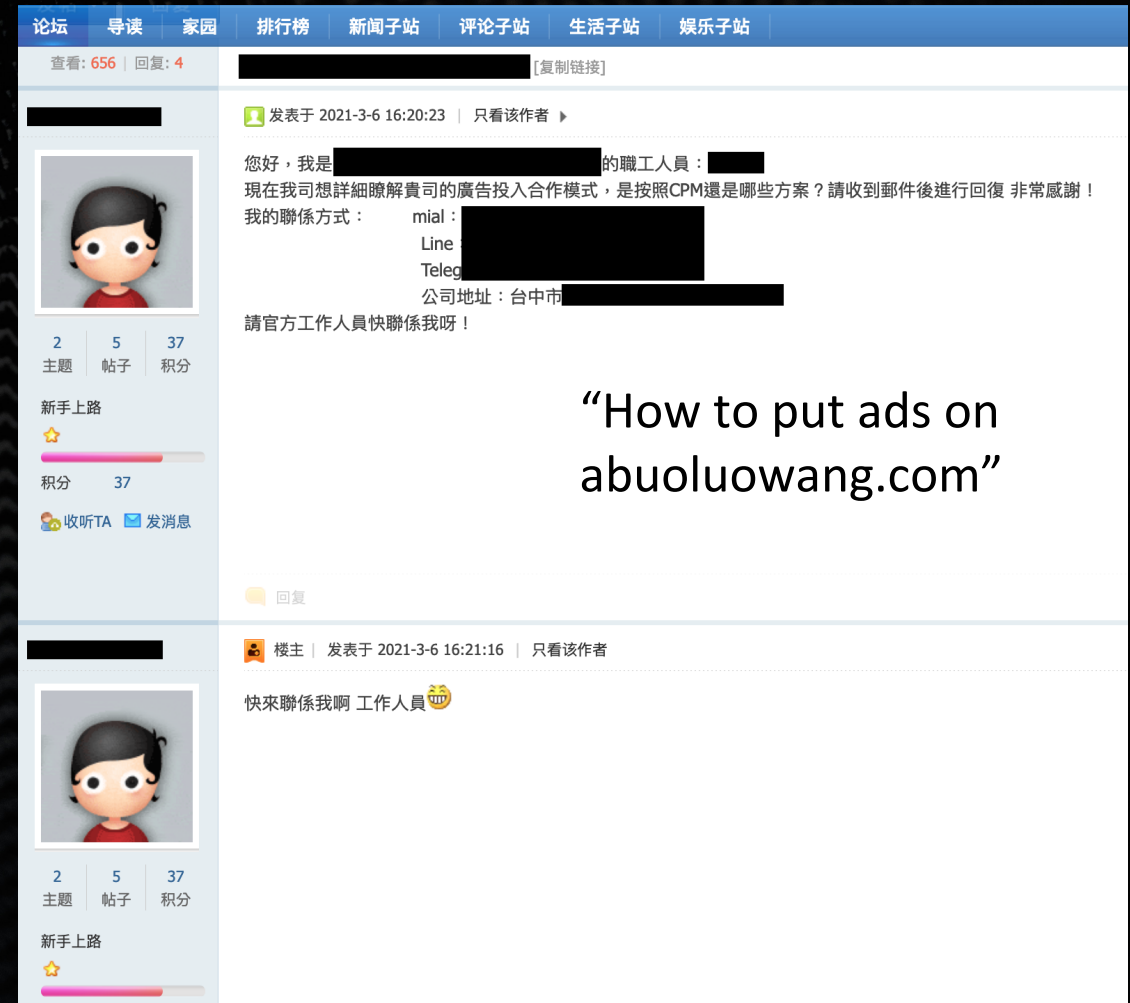 论坛 导读 家园 排行榜 新闻子站 评论子站 生活子站 娱乐子站
查看: 656 | 回复: 4
[复制链接]
发表于 2021-3-6 16:20:23 | 只看该作者
您好，我是
的職工人員：
現在我司想詳細瞭解貴司的廣告投入合作模式，是按照CPM還是哪些方案？請收到郵件後進行回復 非常感謝！
我的聯係方式： mial：
Line：
Teleg
公司地址：台中市
請官方工作人員快聯係我呀！
2 5 37
主题 帖子 积分
新手上路
积分 37
收听TA 发消息
“How to put ads on
abuoluowang.com”
回复
楼主 | 发表于 2021-3-6 16:21:16 | 只看该作者
快來聯係我啊 工作人員
2 5 37
主题 帖子 积分
新手上路